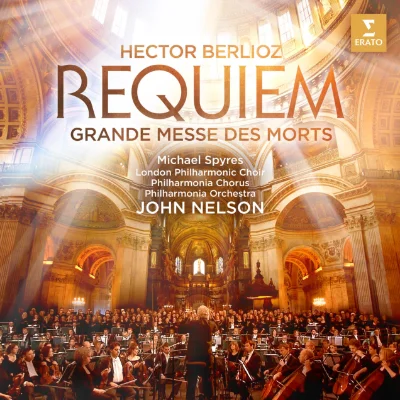 ERATO
HECTOR BERLIOZ
REQUIEM
GRANDE MESSE DES MORTS
Michael Spyres
London Philharmonic Choir
Philharmonia Chorus
Philharmonia Orchestra
JOHN NELSON